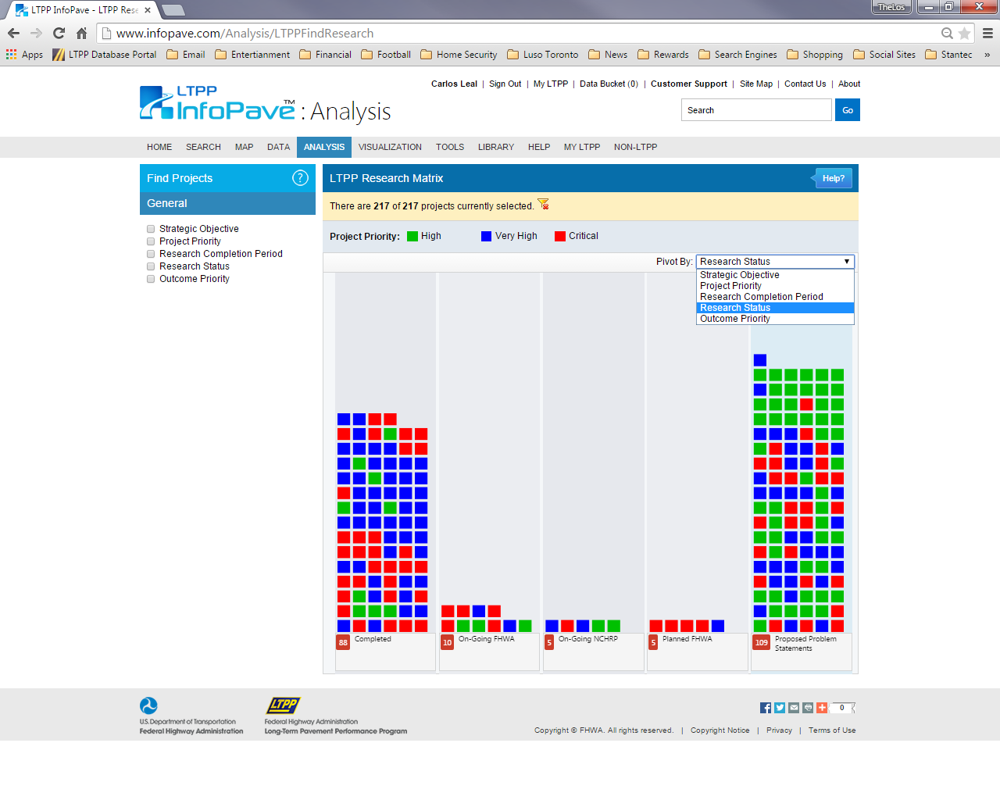 LTPP InfoPave - LTPP Rese
TheLos
www.infopave.com/Analysis/LTPPFindResearch
Apps LTPP Database Portal Email Entertianment Financial Football Home Security Luso Toronto News Rewards Search Engines Shopping Social Sites Stantec »
Carlos Leal | Sign Out | My LTPP | Data Bucket (0) | Customer Support | Site Map | Contact Us | About
LTPP
InfoPave™ : Analysis
Search Go
HOME SEARCH MAP DATA ANALYSIS VISUALIZATION TOOLS LIBRARY HELP MY LTPP NON-LTPP
Find Projects ?
General
Strategic Objective
Project Priority
Research Completion Period
Research Status
Outcome Priority
LTPP Research Matrix Help?
There are 217 of 217 projects currently selected.
Project Priority: High Very High Critical
Pivot By: Research Status
Strategic Objective
Project Priority
Research Completion Period
Research Status
Outcome Priority
88 Completed
10 On-Going FHWA
5 On-Going NCHRP
5 Planned FHWA
109 Proposed Problem
Statements
U.S. Department of Transportation
Federal Highway Administration
LTPP
Federal Highway Administration
Long-Term Pavement Performance Program
0
Copyright © FHWA. All rights reserved. | Copyright Notice | Privacy | Terms of Use